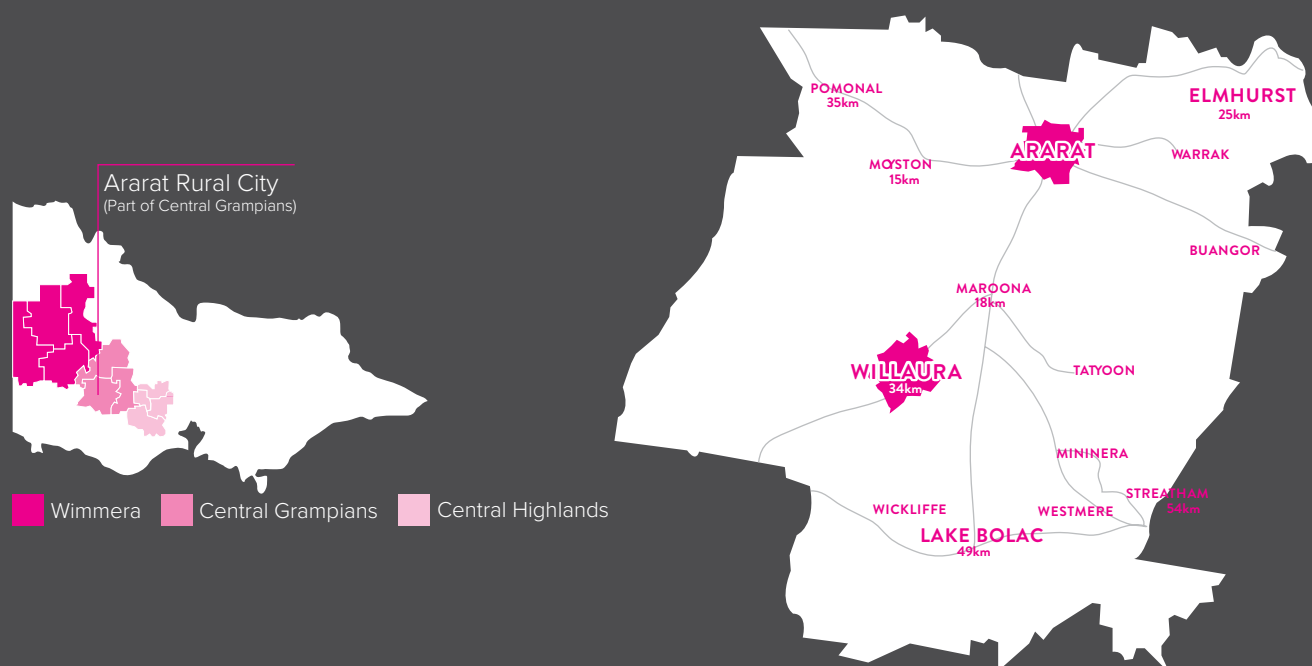 Ararat Rural City
(Part of Central Grampians)
Wimmera
Central Grampians
Central Highlands
POMONAL
35km
ELMHURST
25km
ARARAT
WARRAK
MOYSTON
15km
BUANGOR
MAROONA
18km
WILLAURA
34km
TATYOON
MININERA
STREATHAM
54km
WICKLIFFE
WESTMERE
LAKE BOLAC
49km